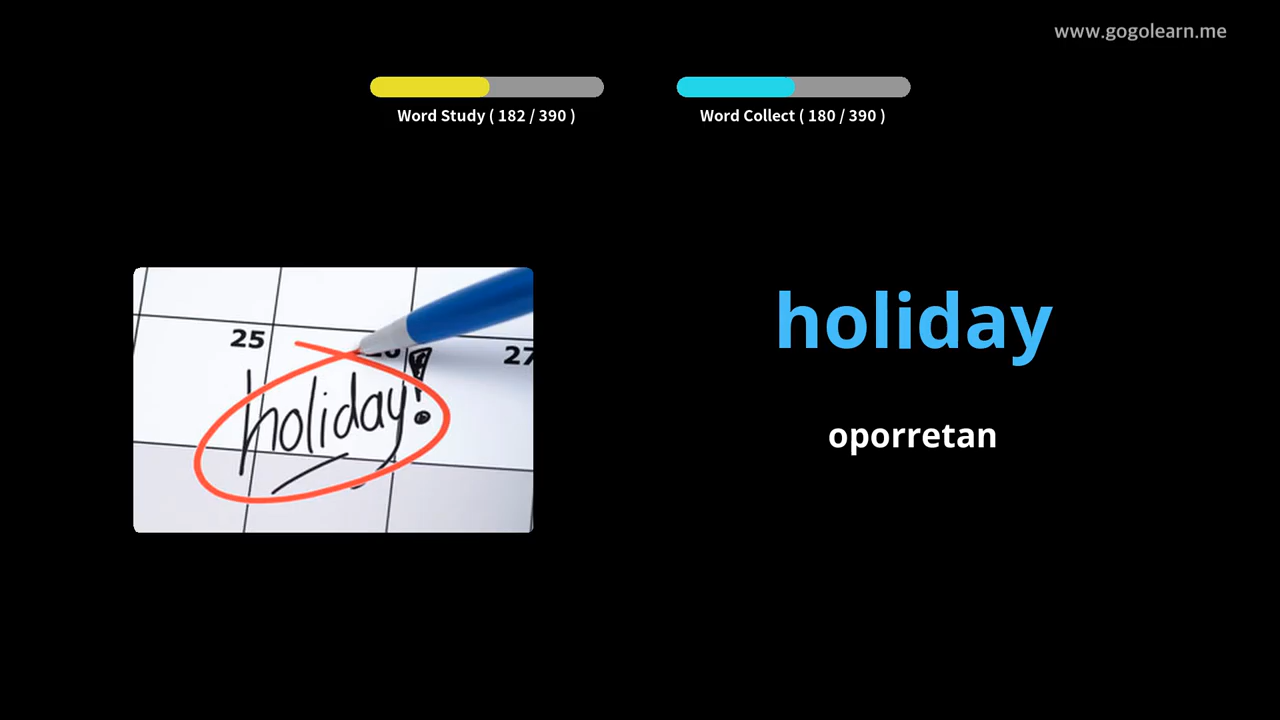 www.gogolearn.me
Word Study ( 182 / 390 )
Word Collect ( 180 / 390 )
25
27
holiday!
holiday
oporretan